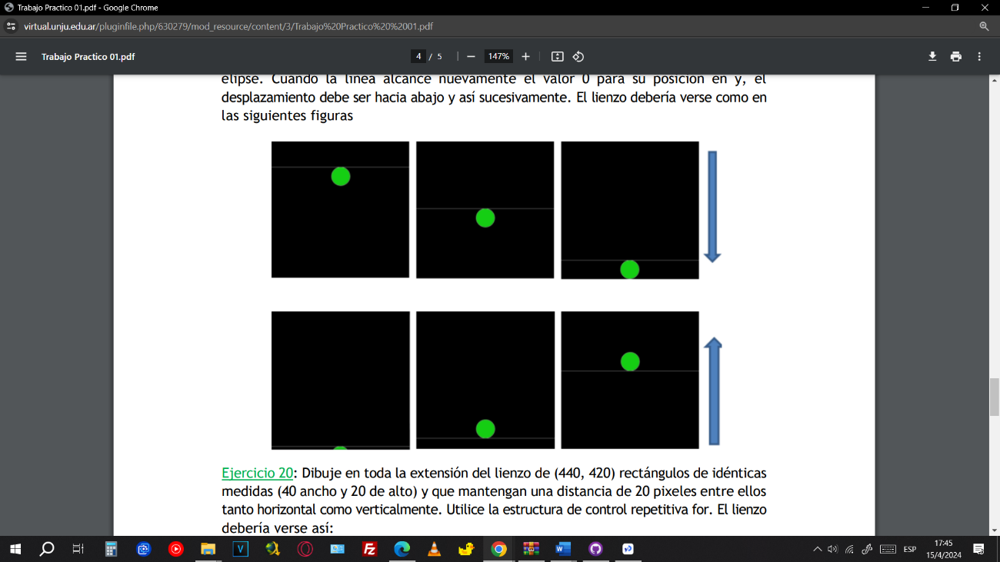 Trabajo Practico 01.pdf - Google Chrome
virtual.unju.edu.ar/pluginfile.php/630279/mod_resource/content/3/Trabajo%20Practico%20%2001.pdf
Trabajo Practico 01.pdf
4 / 5
147%
elipse. Cuando la línea alcance nuevamente el valor 0 para su posición en y, el
desplazamiento debe ser hacia abajo y así sucesivamente. El lienzo debería verse como en
las siguientes figuras
Ejercicio 20: Dibuje en toda la extensión del lienzo de (440, 420) rectángulos de idénticas
medidas (40 ancho y 20 de alto) y que mantengan una distancia de 20 pixeles entre ellos
tanto horizontal como verticalmente. Utilice la estructura de control repetitiva for. El lienzo
debería verse así:
ESP
17:45
15/4/2024